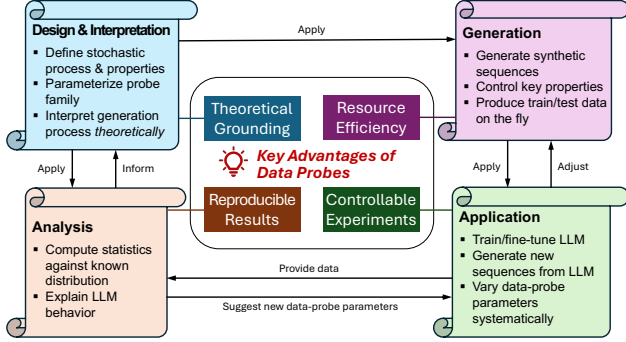 Design & Interpretation
▪ Define stochastic
process & properties
▪ Parameterize probe
family
▪ Interpret generation
process theoretically
Apply
Generation
▪ Generate synthetic
sequences
▪ Control key properties
▪ Produce train/test data
on the fly
Theoretical
Grounding
Resource
Efficiency
Key Advantages of
Data Probes
Reproducible
Results
Controllable
Experiments
Apply
Inform
Apply
Adjust
Analysis
▪ Compute statistics
against known
distribution
▪ Explain LLM
behavior
Provide data
Suggest new data-probe parameters
Application
▪ Train/fine-tune LLM
▪ Generate new
sequences from LLM
▪ Vary data-probe
parameters
systematically